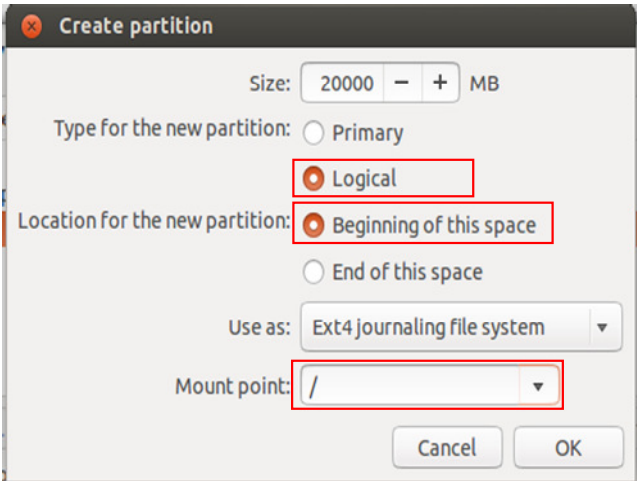 Create partition
Size: 20000 − + MB
Type for the new partition: Primary
Logical
Location for the new partition: Beginning of this space
End of this space
Use as: Ext4 journaling file system
Mount point: /
Cancel OK